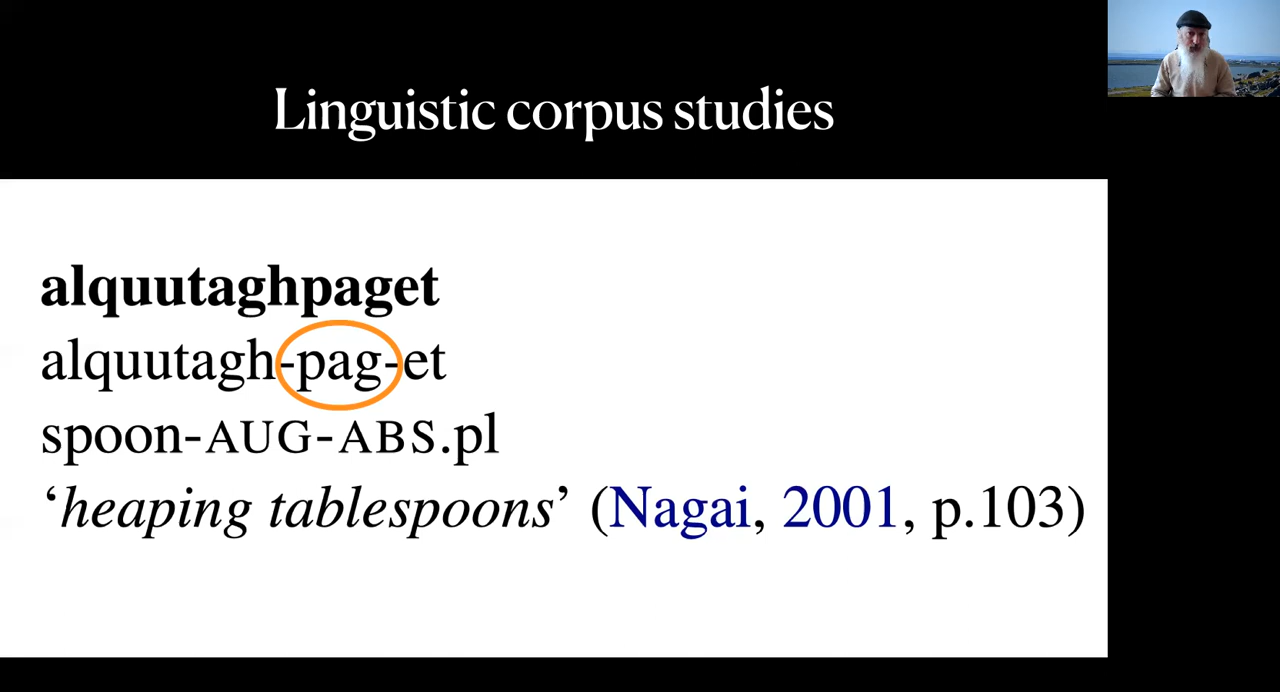 Linguistic corpus studies
alquutaghpaget
alquutagh-pag-et
spoon-AUG-ABS.pl
‘heaping tablespoons’ (Nagai, 2001, p.103)